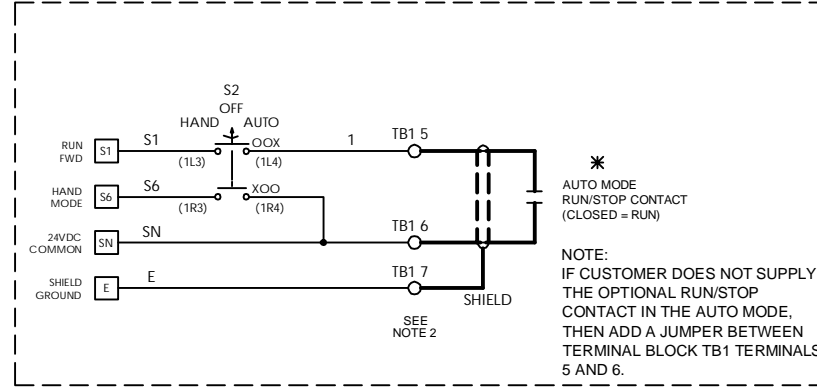 S2
OFF
HAND AUTO
RUN
FWD
S1
S1
(1L3)
OOX
(1L4)
1
TB1 5
HAND
MODE
S6
S6
(1R3)
XOO
(1R4)
24VDC
COMMON
SN
SN
TB1 6
SHIELD
GROUND
E
E
TB1 7
SHIELD
SEE
NOTE 2
AUTO MODE
RUN/STOP CONTACT
(CLOSED = RUN)
NOTE:
IF CUSTOMER DOES NOT SUPPLY
THE OPTIONAL RUN/STOP
CONTACT IN THE AUTO MODE,
THEN ADD A JUMPER BETWEEN
TERMINAL BLOCK TB1 TERMINALS
5 AND 6.